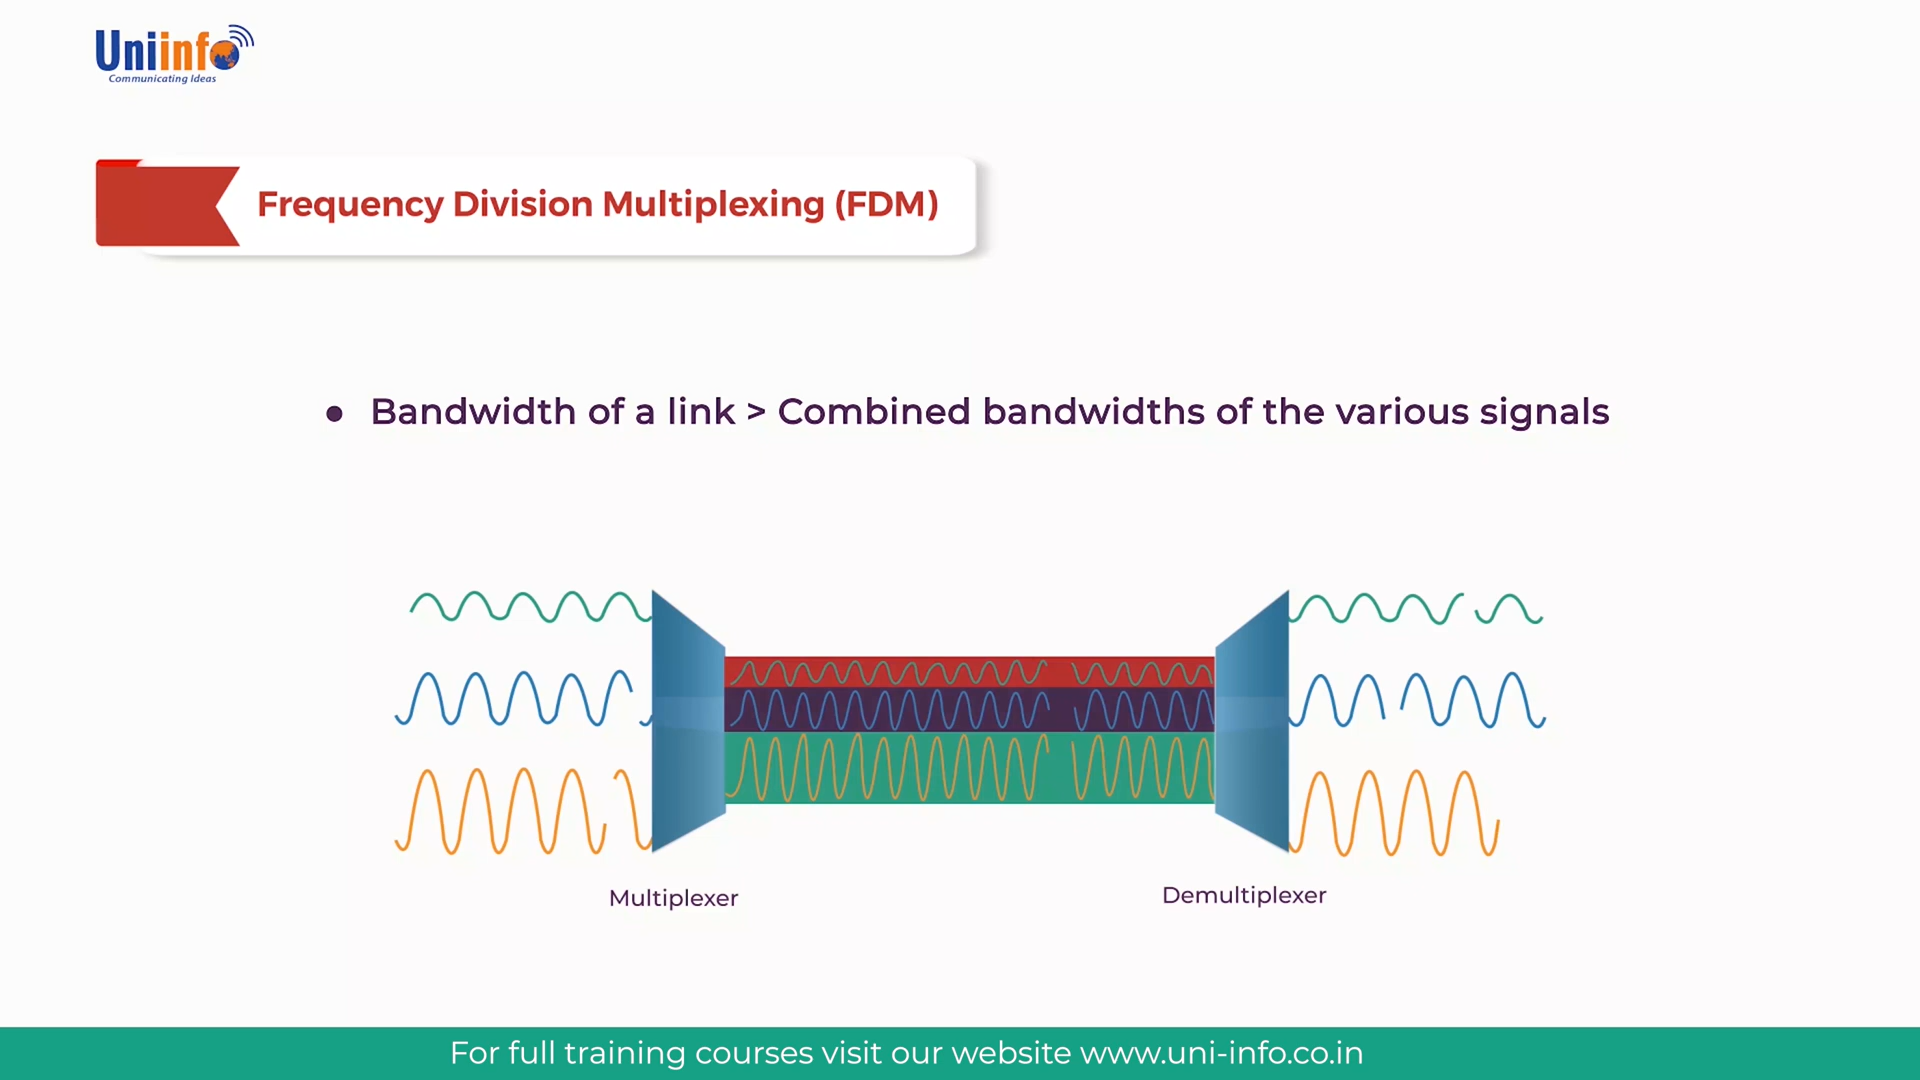 Uniinfo
Communicating Ideas
Frequency Division Multiplexing (FDM)
● Bandwidth of a link > Combined bandwidths of the various signals
Multiplexer
Demultiplexer
For full training courses visit our website www.uni-info.co.in